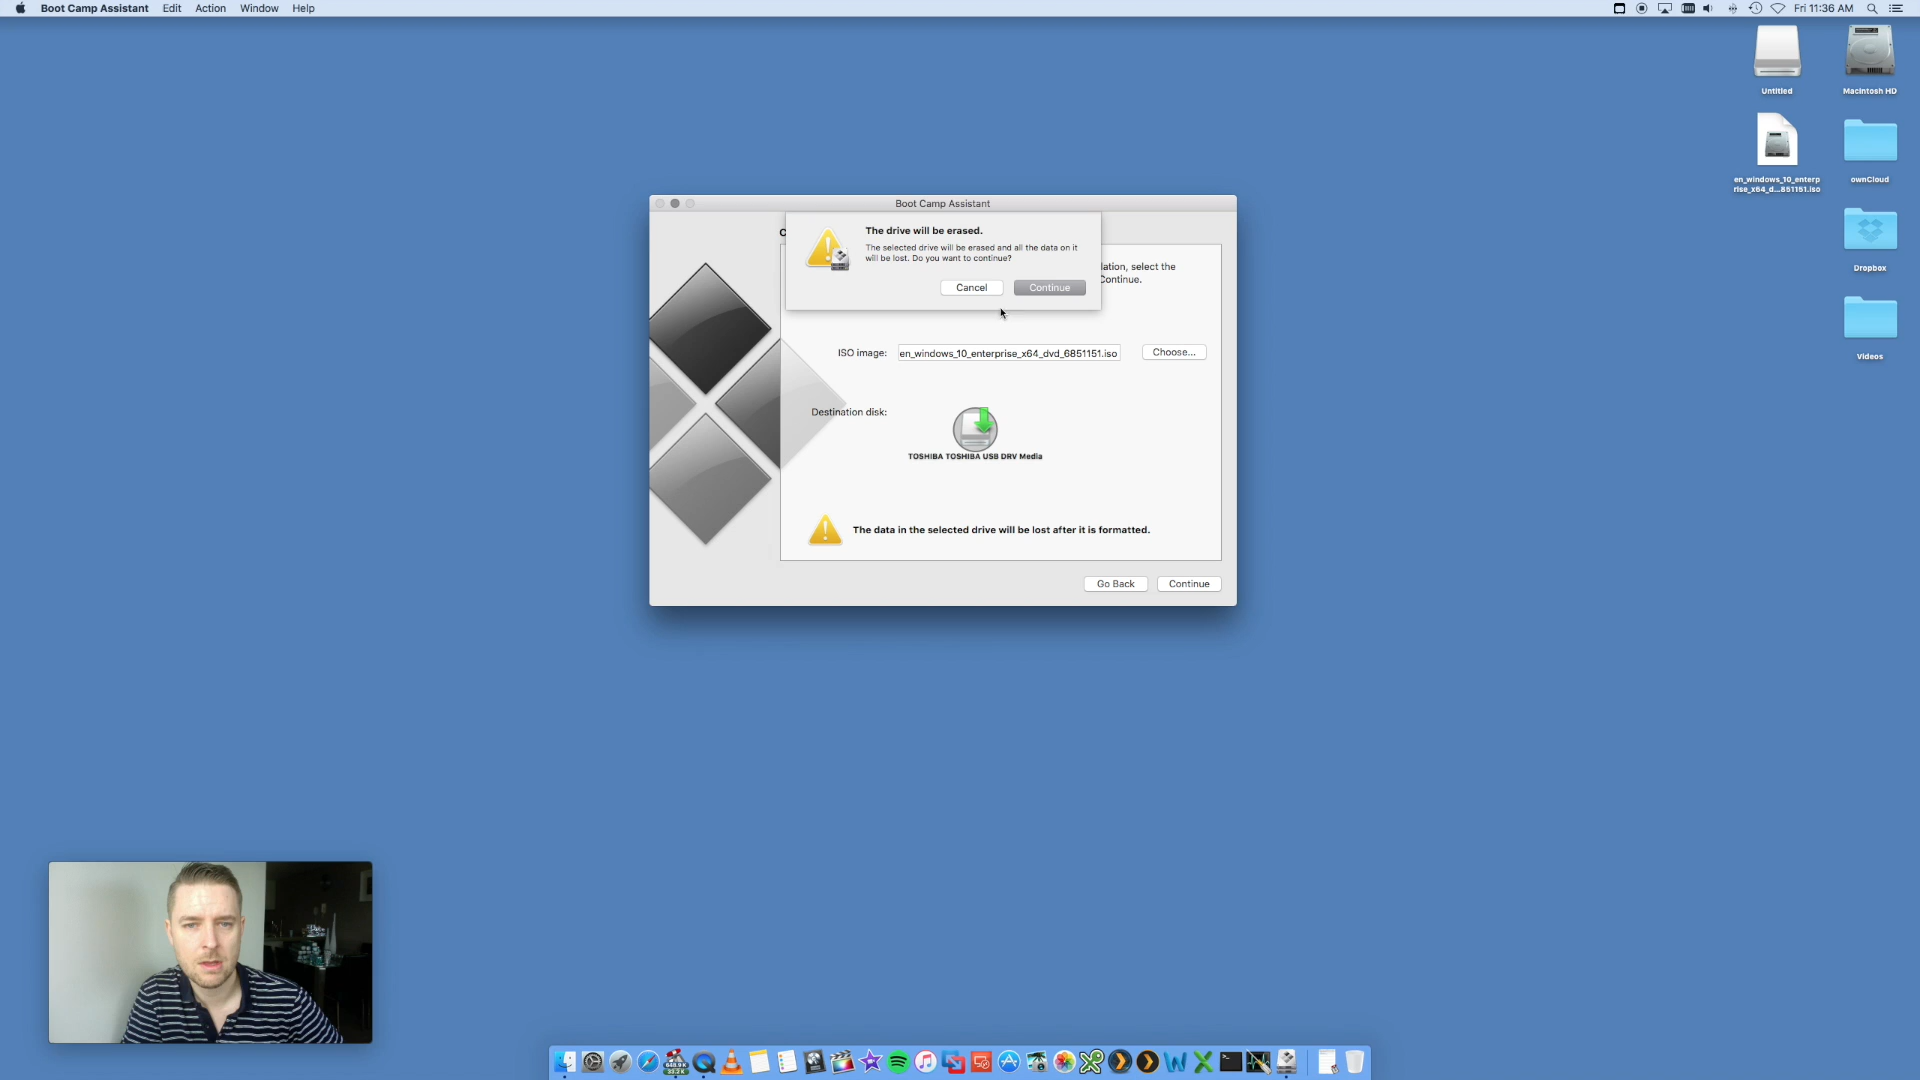 Boot Camp Assistant Edit Action Window Help Fri 11:36 AM
Untitled
Macintosh HD
en_windows_10_enterp
rise_x64_d...851151.iso
ownCloud
Dropbox
Videos
Boot Camp Assistant
The drive will be erased.
The selected drive will be erased and all the data on it
will be lost. Do you want to continue?
Cancel Continue
C
lation, select the
Continue.
ISO image: en_windows_10_enterprise_x64_dvd_6851151.iso Choose...
Destination disk:
TOSHIBA TOSHIBA USB DRV Media
The data in the selected drive will be lost after it is formatted.
Go Back Continue